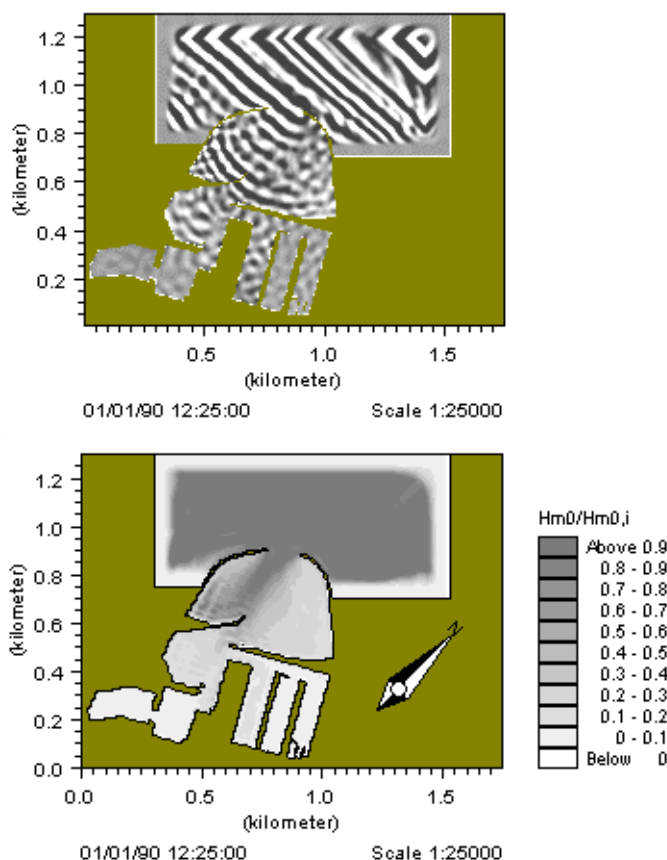 1.2
1.0
0.8
0.6
0.4
0.2
(kilometer)
0.5 1.0 1.5
(kilometer)
01/01/90 12:25:00 Scale 1:25000
1.2
1.0
0.8
0.6
0.4
0.2
0.0
(kilometer)
0.0 0.5 1.0 1.5
(kilometer)
01/01/90 12:25:00 Scale 1:25000
N
Hm0/Hm0,i
Above 0.9
0.8 - 0.9
0.7 - 0.8
0.6 - 0.7
0.5 - 0.6
0.4 - 0.5
0.3 - 0.4
0.2 - 0.3
0.1 - 0.2
0 - 0.1
Below 0